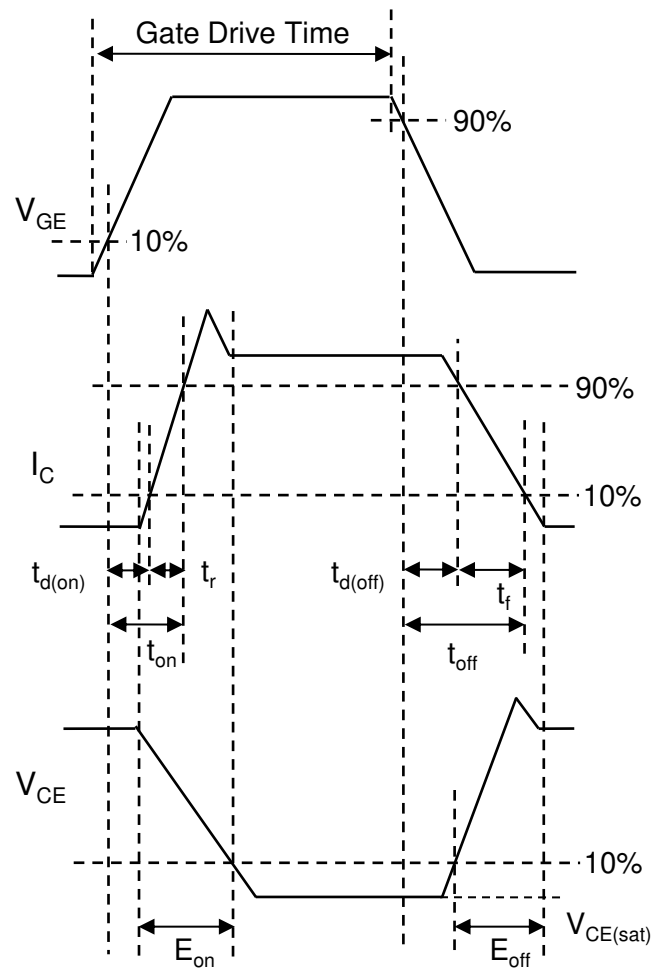 Gate Drive Time
90%
V_GE
10%
90%
I_C
10%
t_d(on)
t_r
t_d(off)
t_f
t_on
t_off
V_CE
10%
V_CE(sat)
E_on
E_off